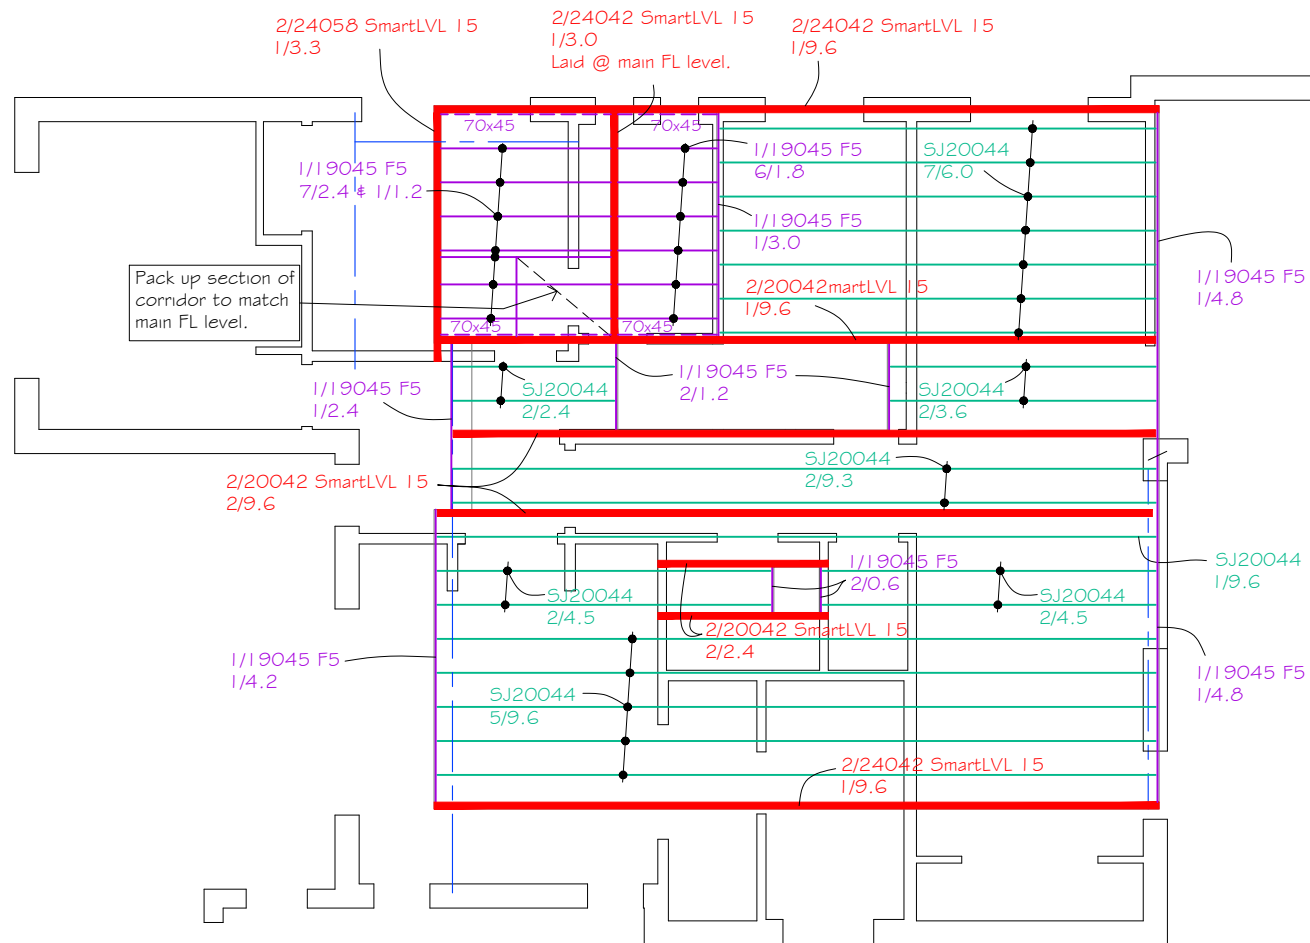 2/24058 SmartLVL 15
1/3.3
2/24042 SmartLVL 15
1/3.0
Laid @ main FL level.
2/24042 SmartLVL 15
1/9.6
70x45
70x45
1/19045 F5
7/2.4 & 1/1.2
1/19045 F5
6/1.8
SJ20044
7/6.0
1/19045 F5
1/3.0
1/19045 F5
1/4.8
Pack up section of
corridor to match
main FL level.
2/20042martLVL 15
1/9.6
70x45
70x45
1/19045 F5
1/2.4
SJ20044
2/2.4
1/19045 F5
2/1.2
SJ20044
2/3.6
2/20042 SmartLVL 15
2/9.6
SJ20044
2/9.3
SJ20044
1/9.6
1/19045 F5
2/0.6
SJ20044
2/4.5
SJ20044
2/4.5
2/20042 SmartLVL 15
2/2.4
1/19045 F5
1/4.2
1/19045 F5
1/4.8
SJ20044
5/9.6
2/24042 SmartLVL 15
1/9.6